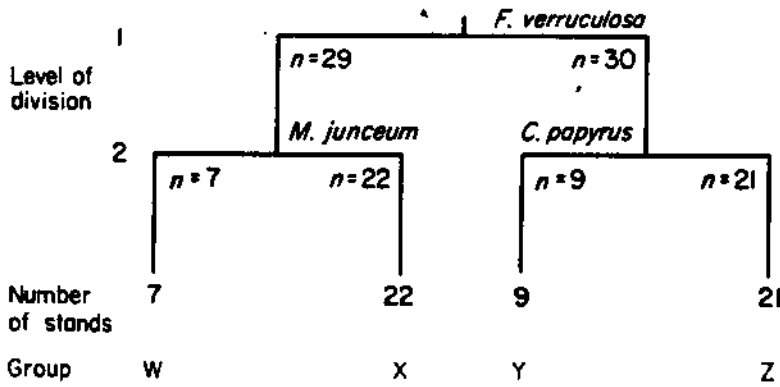 F. verruculosa
1
n=29 n=30
Level of
division
M. junceum C. papyrus
2
n=7 n=22 n=9 n=21
Number
of stands
7 22 9 21
Group W X Y Z